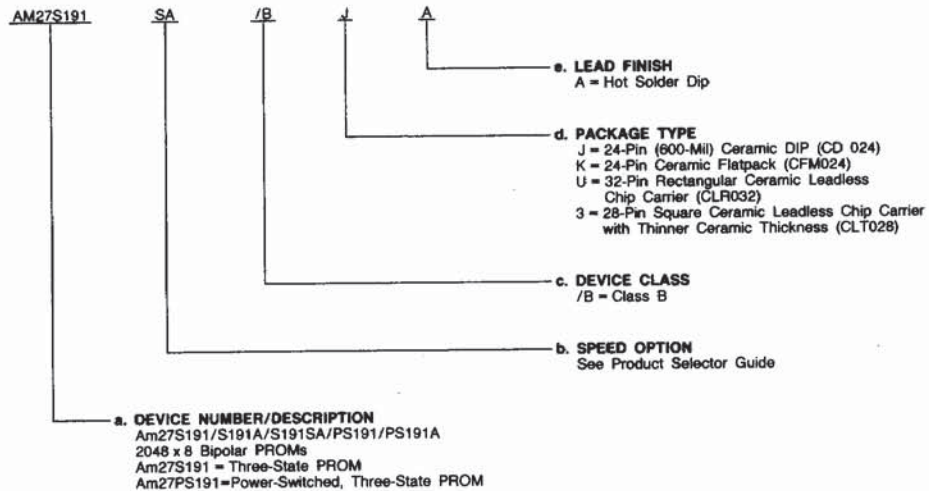 AM27S191 SA /B J A
e. LEAD FINISH
A = Hot Solder Dip
d. PACKAGE TYPE
J = 24-Pin (600-Mil) Ceramic DIP (CD 024)
K = 24-Pin Ceramic Flatpack (CFM024)
U = 32-Pin Rectangular Ceramic Leadless
Chip Carrier (CLR032)
3 = 28-Pin Square Ceramic Leadless Chip Carrier
with Thinner Ceramic Thickness (CLT028)
c. DEVICE CLASS
/B = Class B
b. SPEED OPTION
See Product Selector Guide
a. DEVICE NUMBER/DESCRIPTION
Am27S191/S191A/S191SA/PS191/PS191A
2048 x 8 Bipolar PROMs
Am27S191 = Three-State PROM
Am27PS191=Power-Switched, Three-State PROM